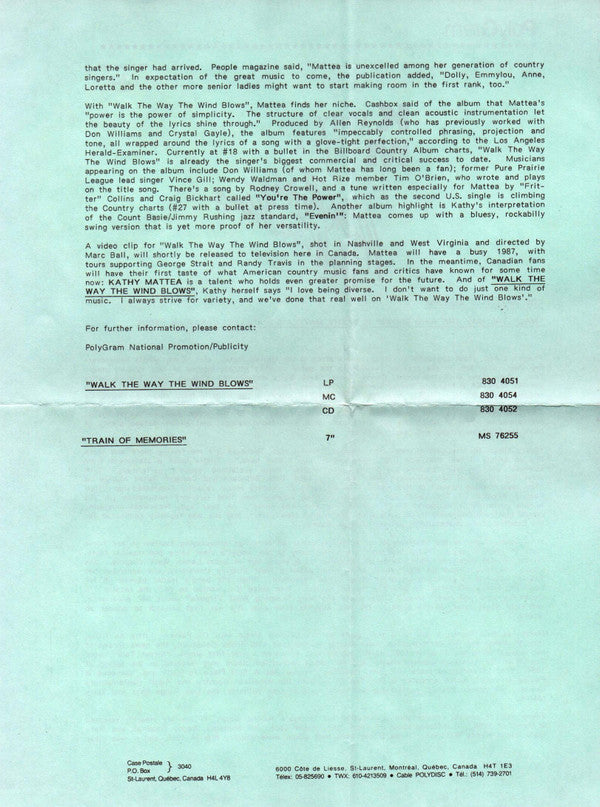 that the singer had arrived. People magazine said, "Mattea is unexcelled among her generation of country
singers." In expectation of the great music to come, the publication added, "Dolly, Emmylou, Anne,
Loretta and the other more senior ladies might want to start making room in the first rank, too."
With "Walk The Way The Wind Blows", Mattea finds her niche. Cashbox said of the album that Mattea's
"power is the power of simplicity. The structure of clear vocals and clean acoustic instrumentation let
the beauty of the lyrics shine through." Produced by Allen Reynolds (who has previously worked with
Don Williams and Crystal Gayle), the album features "impeccably controlled phrasing, projection and
tone, all wrapped around the lyrics of a song with a glove-tight perfection," according to the Los Angeles
Herald-Examiner. Currently at #18 with a bullet in the Billboard Country Album charts, "Walk The Way
The Wind Blows" is already the singer's biggest commercial and critical success to date. Musicians
appearing on the album include Don Williams (of whom Mattea has long been a fan); former Pure Prairie
League lead singer Vince Gill; Wendy Waldman and Hot Rize member Tim O'Brien, who wrote and plays
on the title song. There's a song by Rodney Crowell, and a tune written especially for Mattea by "Frit-
ter" Collins and Craig Bickhart called "You're The Power", which as the second U.S. single is climbing
the Country charts (#27 with a bullet at press time). Another album highlight is Kathy's interpretation
of the Count Basie/Jimmy Rushing jazz standard, "Evenin'": Mattea comes up with a bluesy, rockabilly
swing version that is yet more proof of her versatility.
A video clip for "Walk The Way The Wind Blows", shot in Nashville and West Virginia and directed by
Marc Ball, will shortly be released to television here in Canada. Mattea will have a busy 1987, with
tours supporting George Strait and Randy Travis in the planning stages. In the meantime, Canadian fans
will have their first taste of what American country music fans and critics have known for some time
now: KATHY MATTEA is a talent who holds even greater promise for the future. And of "WALK THE
WAY THE WIND BLOWS", Kathy herself says "I love being diverse. I don't want to do just one kind of
music. I always strive for variety, and we've done that real well on 'Walk The Way The Wind Blows'."
For further information, please contact:
PolyGram National Promotion/Publicity
"WALK THE WAY THE WIND BLOWS" LP 830 4051
MC 830 4054
CD 830 4052
"TRAIN OF MEMORIES" 7" MS 76255
Case Postale } 3040
P.O. Box
St-Laurent, Québec, Canada H4L 4Y8
6000 Côte de Liesse, St-Laurent, Montréal, Québec, Canada H4T 1E3
Télex: 05-825690 • TWX: 610-4213509 • Cable POLYDISC • Tél.: (514) 739-2701